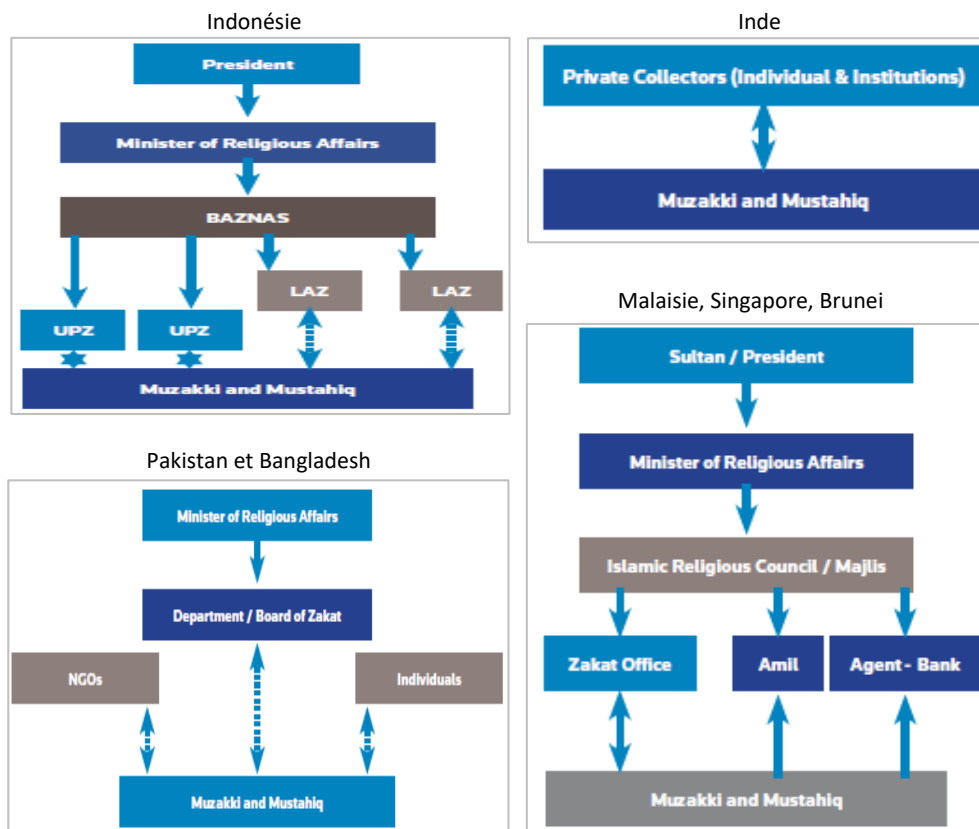 Indonésie
President
Minister of Religious Affairs
BAZNAS
LAZ LAZ
UPZ UPZ
Muzakki and Mustahiq
Inde
Private Collectors (Individual & Institutions)
Muzakki and Mustahiq
Pakistan et Bangladesh
Minister of Religious Affairs
Department / Board of Zakat
NGOs Individuals
Muzakki and Mustahiq
Malaisie, Singapore, Brunei
Sultan / President
Minister of Religious Affairs
Islamic Religious Council / Majlis
Zakat Office Amil Agent - Bank
Muzakki and Mustahiq